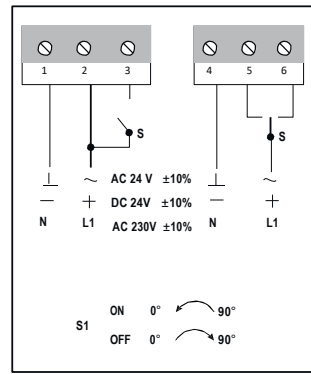 1 2 3 4 5 6
S S
~ AC 24 V ±10% ~
— + DC 24V ±10% — +
N L1 AC 230V ±10% N L1
ON 0° 90°
S1
OFF 0° 90°